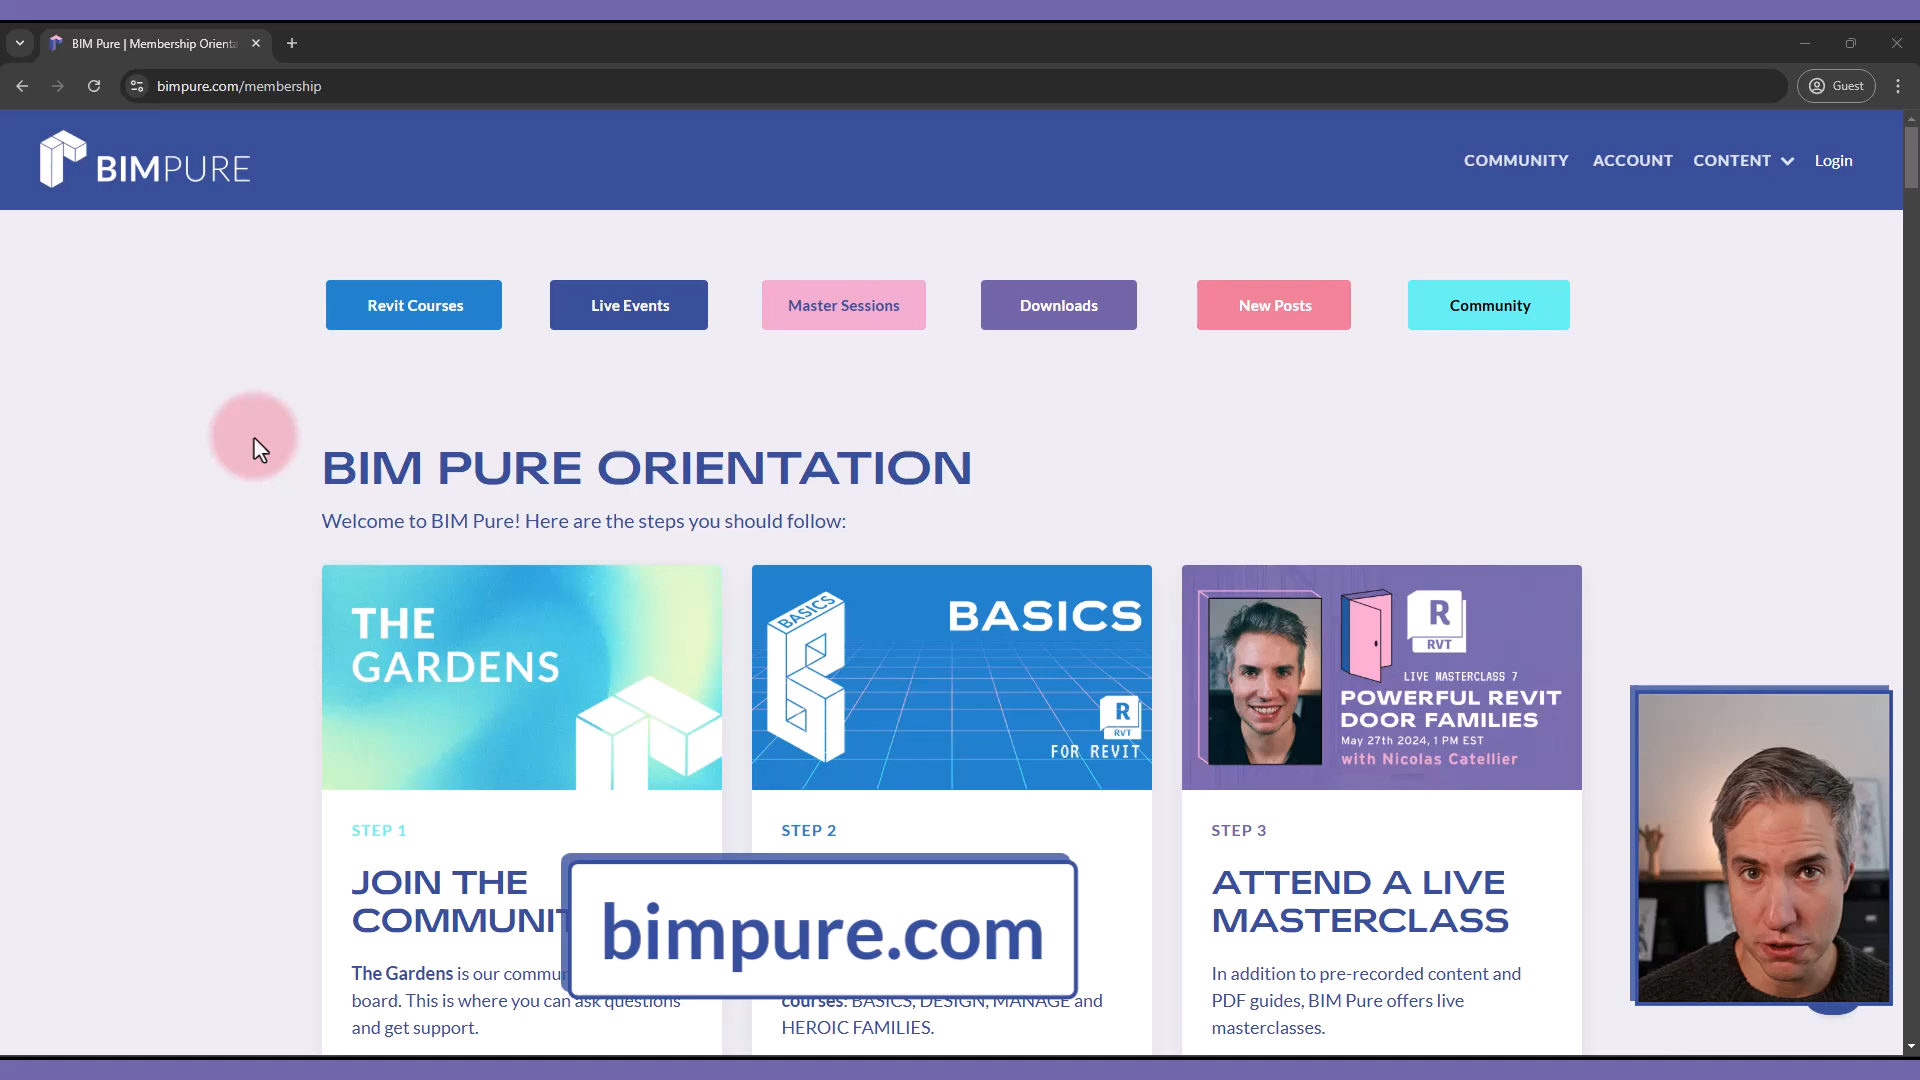 BIM Pure | Membership Orienta
bimpure.com/membership
Guest
BIMPURE
COMMUNITY
ACCOUNT
CONTENT
Login
Revit Courses
Live Events
Master Sessions
Downloads
New Posts
Community
BIM PURE ORIENTATION
Welcome to BIM Pure! Here are the steps you should follow:
THE
GARDENS
BASICS
BASICS
R
RVT
FOR REVIT
R
RVT
LIVE MASTERCLASS 7
POWERFUL REVIT
DOOR FAMILIES
May 27th 2024, 1 PM EST
with Nicolas Catellier
STEP 1
JOIN THE
COMMUNIT
The Gardens is our commu
board. This is where you can ask questions
and get support.
STEP 2
courses: BASICS, DESIGN, MANAGE and
HEROIC FAMILIES.
STEP 3
ATTEND A LIVE
MASTERCLASS
In addition to pre-recorded content and
PDF guides, BIM Pure offers live
masterclasses.
bimpure.com